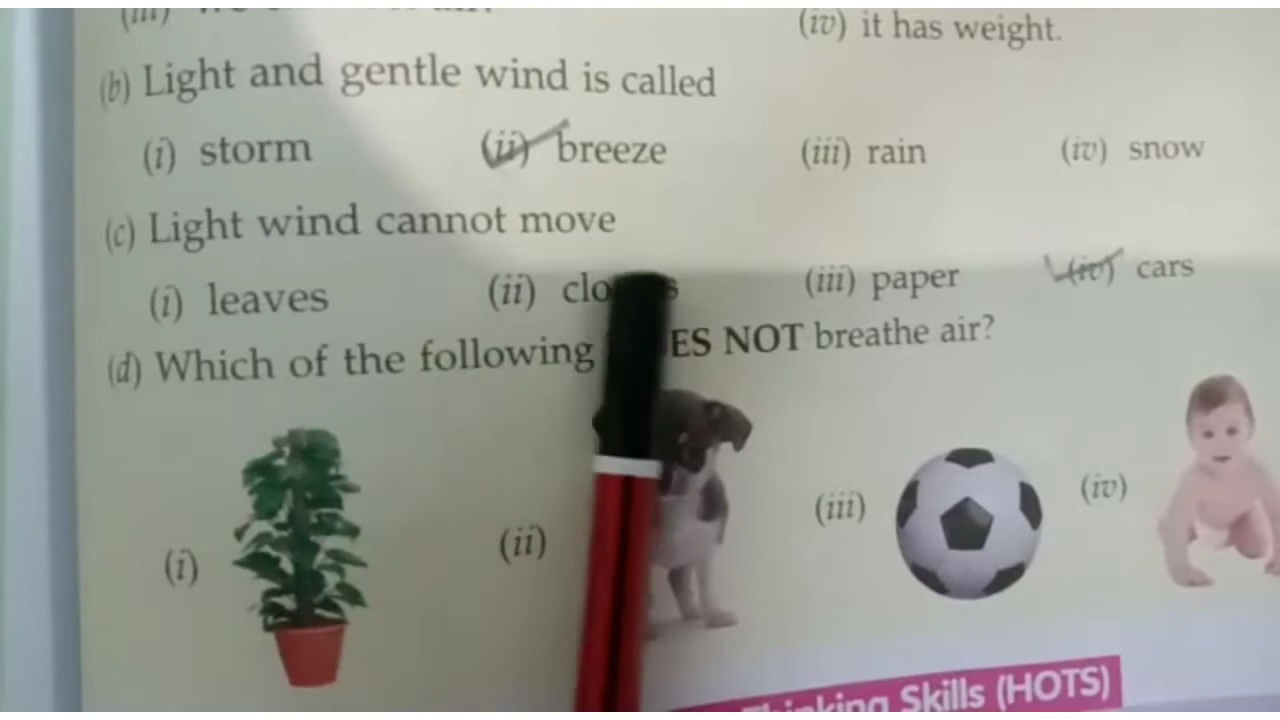 (iii)
(iv) it has weight.
(b) Light and gentle wind is called
(i) storm (ii) breeze (iii) rain (iv) snow
(c) Light wind cannot move
(i) leaves (ii) (iii) paper (iv) cars
(d) Which of the following NOT breathe air?
(i) (ii) (iii) (iv)
Skills (HOTS)